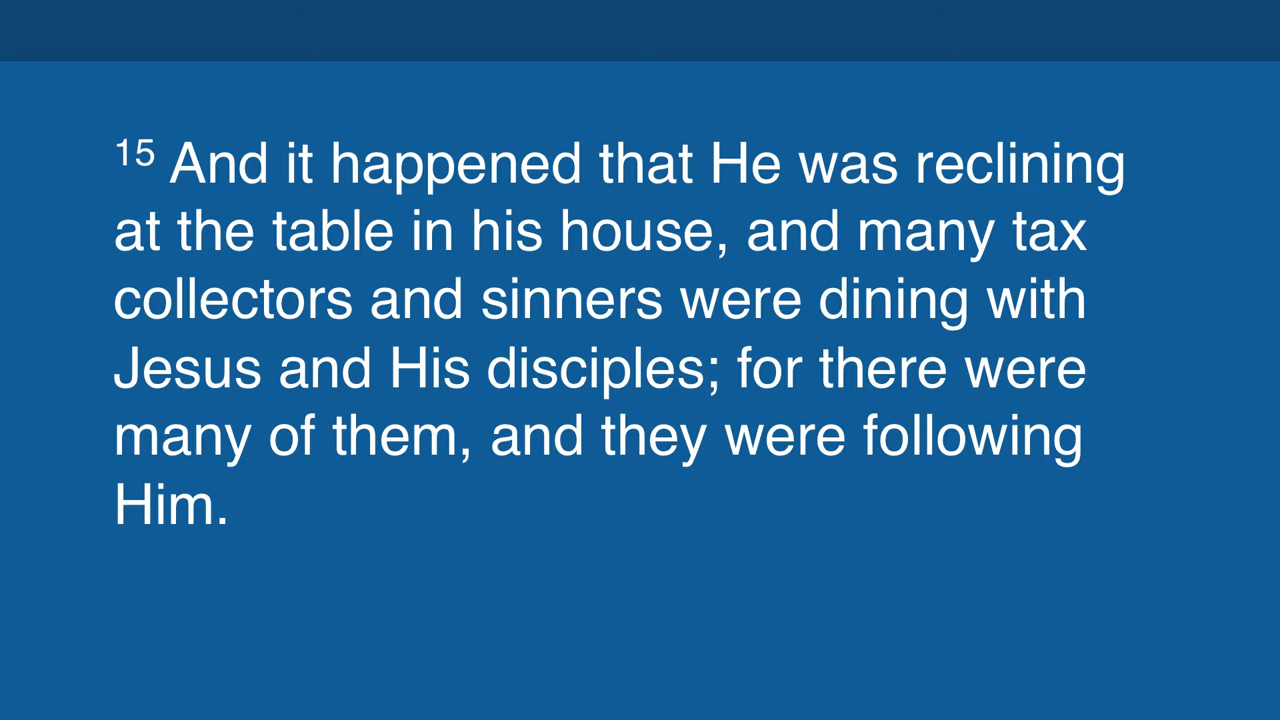 15 And it happened that He was reclining
at the table in his house, and many tax
collectors and sinners were dining with
Jesus and His disciples; for there were
many of them, and they were following
Him.